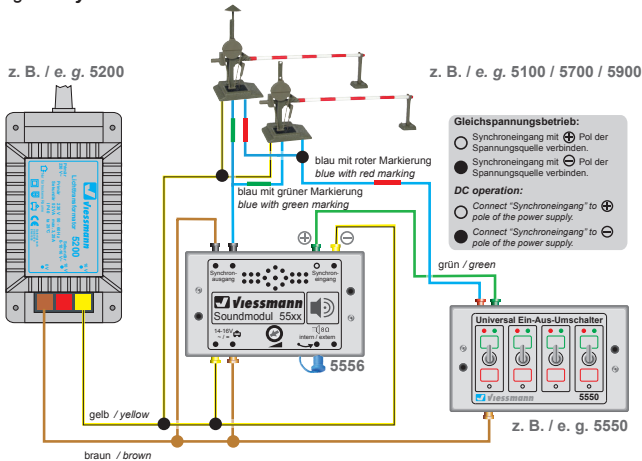 z. B. / e. g. 5200
z. B. / e. g. 5100 / 5700 / 5900
Gleichspannungsbetrieb:
Synchroneingang mit ⊕ Pol der
Spannungsquelle verbinden.
Synchroneingang mit ⊖ Pol der
Spannungsquelle verbinden.
DC operation:
Connect “Synchroneingang” to ⊕
pole of the power supply.
Connect “Synchroneingang” to ⊖
pole of the power supply.
blau mit roter Markierung
blue with red marking
blau mit grüner Markierung
blue with green marking
grün / green
Viessmann
Lichttransformator
5200
Synchron-
ausgang
Synchron-
eingang
Viessmann
Soundmodul 55xx
14-16V
~ / =
8Ω
intern / extern
5556
Universal Ein-Aus-Umschalter
Viessmann
5550
z. B. / e. g. 5550
gelb / yellow
braun / brown